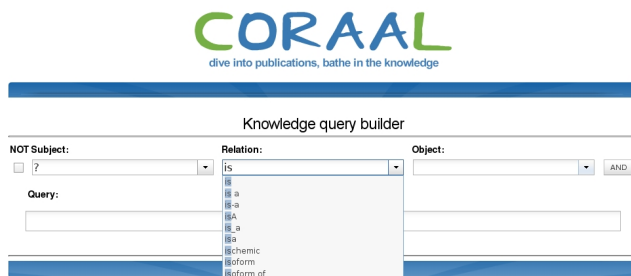 CORAAL
dive into publications, bathe in the knowledge
Knowledge query builder
NOT Subject: Relation: Object:
? is AND
is
is a
is-a
isA
is_a
isa
ischemic
isoform
isoform of
Query: